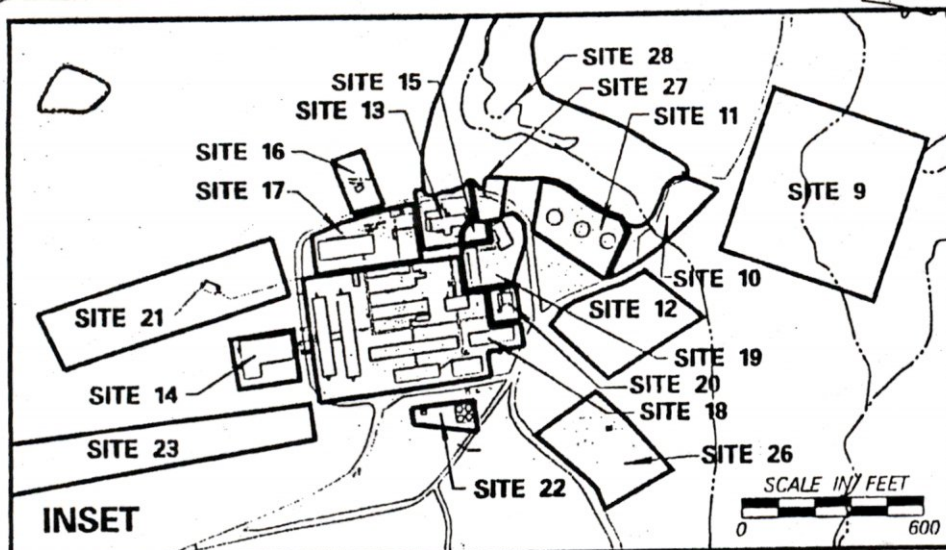 SITE 28
SITE 15
SITE 27
SITE 13
SITE 11
SITE 16
SITE 17
SITE 9
SITE 10
SITE 21
SITE 12
SITE 19
SITE 14
SITE 20
SITE 18
SITE 23
SITE 26
SITE 22
INSET
SCALE IN FEET
0 600